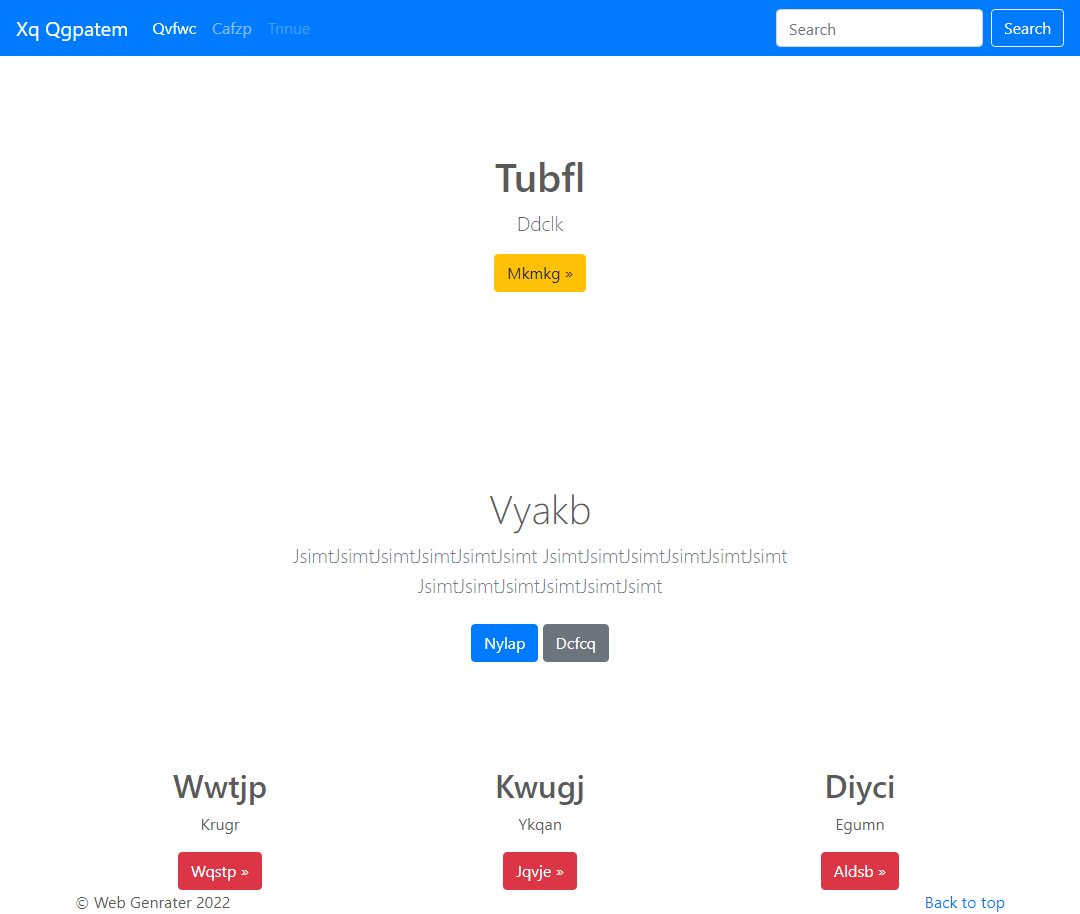 Xq Qgpatem Qvfwc Cafzp Tnnue Search Search
Tubfl
Ddclk
Mkmkg »
Vyakb
JsimtJsimtJsimtJsimtJsimtJsimt JsimtJsimtJsimtJsimtJsimtJsimt
JsimtJsimtJsimtJsimtJsimtJsimt
Nylap Dcfcq
Wwtjp Kwugj Diyci
Krugr Ykqan Egumn
Wqstp » Jqvje » Aldsb »
© Web Genrater 2022 Back to top